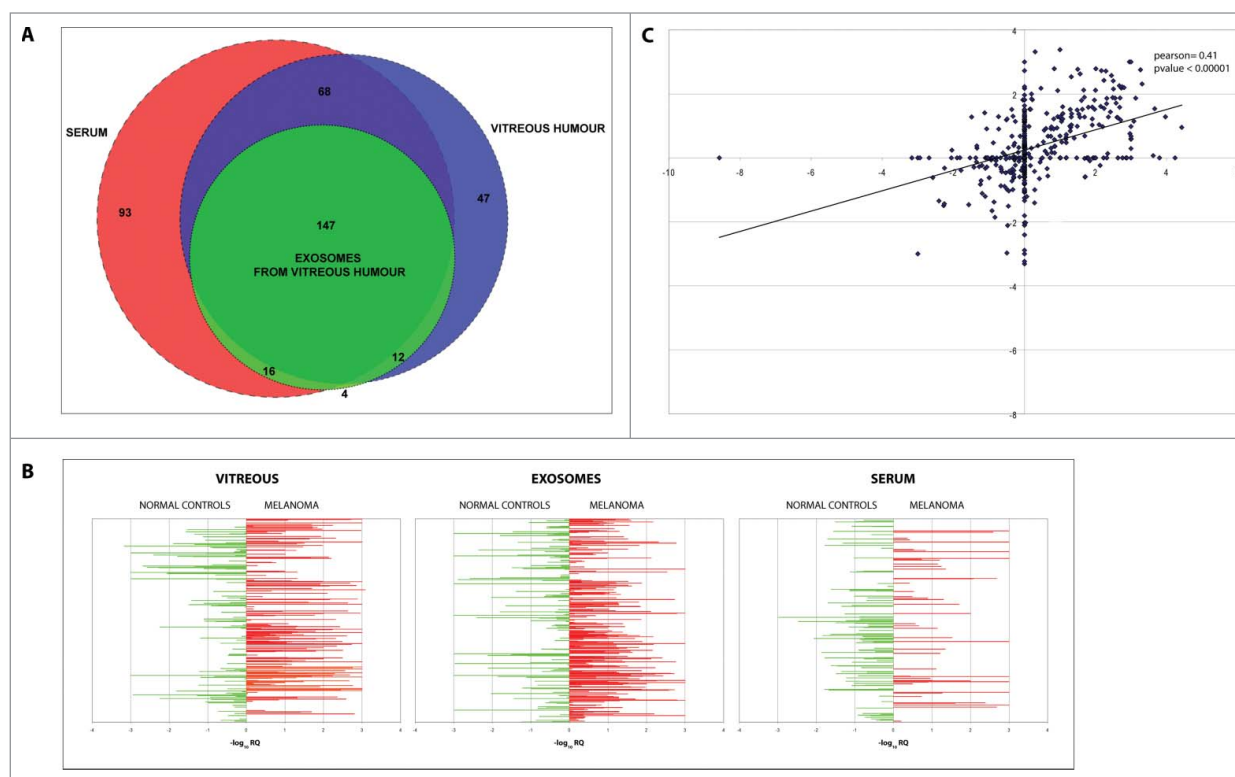 A
68
SERUM
VITREOUS HUMOUR
93
47
147
EXOSOMES
FROM VITREOUS HUMOUR
12
16
4
C
4
pearson= 0.41
pvalue < 0.00001
2
0
-10 -8 -6 -4 -2 0 2 4
-2
-4
-6
-8
B
VITREOUS
NORMAL CONTROLS MELANOMA
-4 -3 -2 -1 0 1 2 3 4
-log10 RQ
EXOSOMES
NORMAL CONTROLS MELANOMA
-4 -3 -2 -1 0 1 2 3 4
-log10 RQ
SERUM
NORMAL CONTROLS MELANOMA
-4 -3 -2 -1 0 1 2 3 4
-log10 RQ